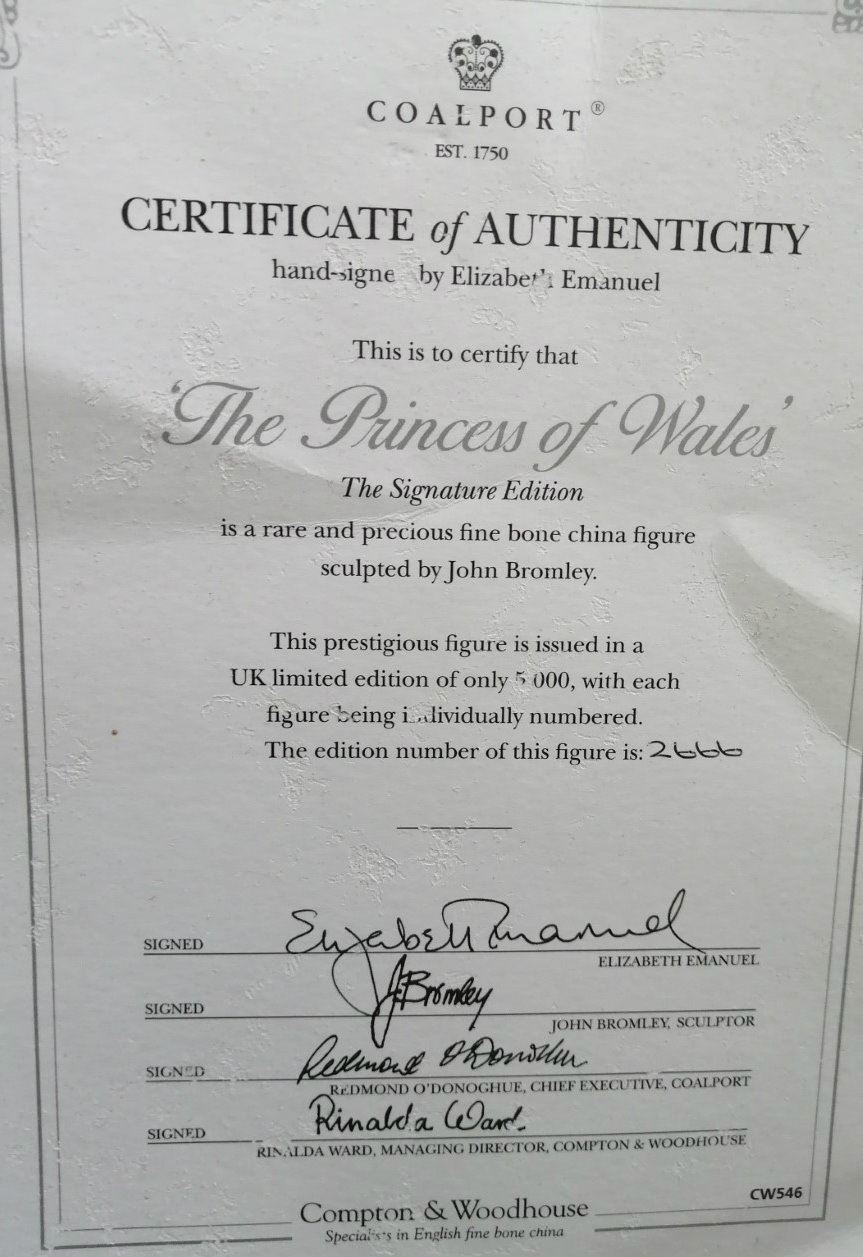 COALPORT®
EST. 1750
CERTIFICATE of AUTHENTICITY
hand-signe by Elizabeth Emanuel
This is to certify that
'The Princess of Wales'
The Signature Edition
is a rare and precious fine bone china figure
sculpted by John Bromley.
This prestigious figure is issued in a
UK limited edition of only 5 000, with each
figure being individually numbered.
The edition number of this figure is: 2666
SIGNED Elizabeth Emanuel
ELIZABETH EMANUEL
SIGNED J Bromley
JOHN BROMLEY, SCULPTOR
SIGNED Redmond O'Donoghue
REDMOND O'DONOGHUE, CHIEF EXECUTIVE, COALPORT
SIGNED Rinalda Ward.
RINALDA WARD, MANAGING DIRECTOR, COMPTON & WOODHOUSE
CW546
Compton & Woodhouse
Specialists in English fine bone china